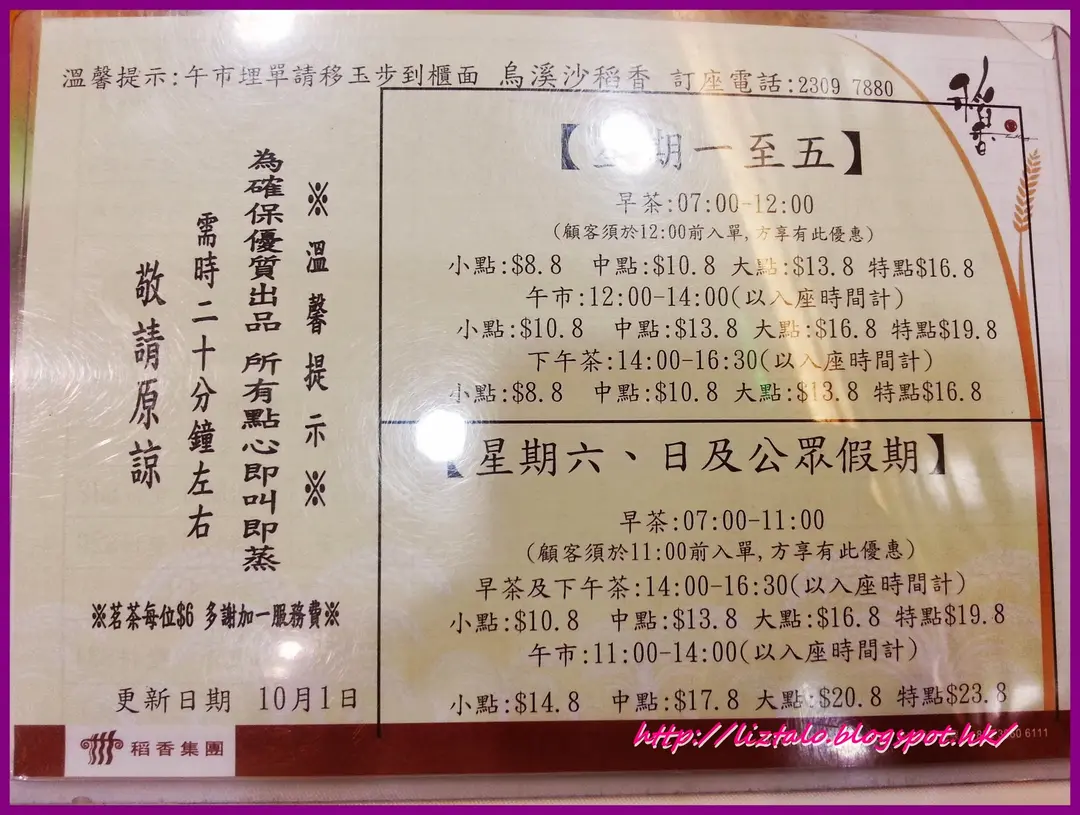 溫馨提示:午市埋單請移玉步到櫃面 烏溪沙稻香 訂座電話:2309 7880
稻香
※溫馨提示※
為確保優質出品 所有點心即叫即蒸
需時二十分鐘左右
敬請原諒
※茗茶每位$6 多謝加一服務費※
更新日期 10月1日
【星期一至五】
早茶:07:00-12:00
(顧客須於12:00前入單,方享有此優惠)
小點:$8.8 中點:$10.8 大點:$13.8 特點$16.8
午市:12:00-14:00(以入座時間計)
小點:$10.8 中點:$13.8 大點:$16.8 特點$19.8
下午茶:14:00-16:30(以入座時間計)
小點:$8.8 中點:$10.8 大點:$13.8 特點$16.8
【星期六、日及公眾假期】
早茶:07:00-11:00
(顧客須於11:00前入單,方享有此優惠)
早茶及下午茶:14:00-16:30(以入座時間計)
小點:$10.8 中點:$13.8 大點:$16.8 特點$19.8
午市:11:00-14:00(以入座時間計)
小點:$14.8 中點:$17.8 大點:$20.8 特點$23.8
稻香集團
http://liztalo.blogspot.hk/
6111